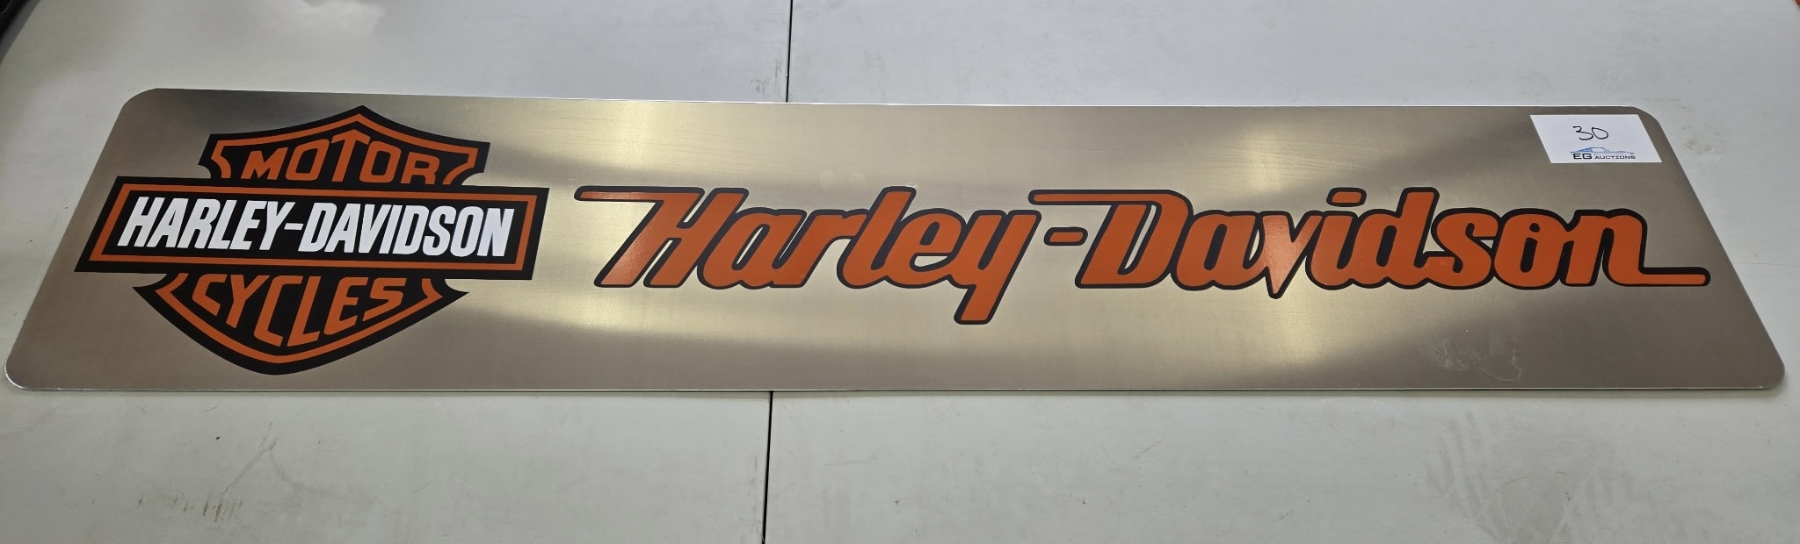 MOTOR
HARLEY-DAVIDSON
CYCLES
Harley-Davidson
30
EG AUCTIONS